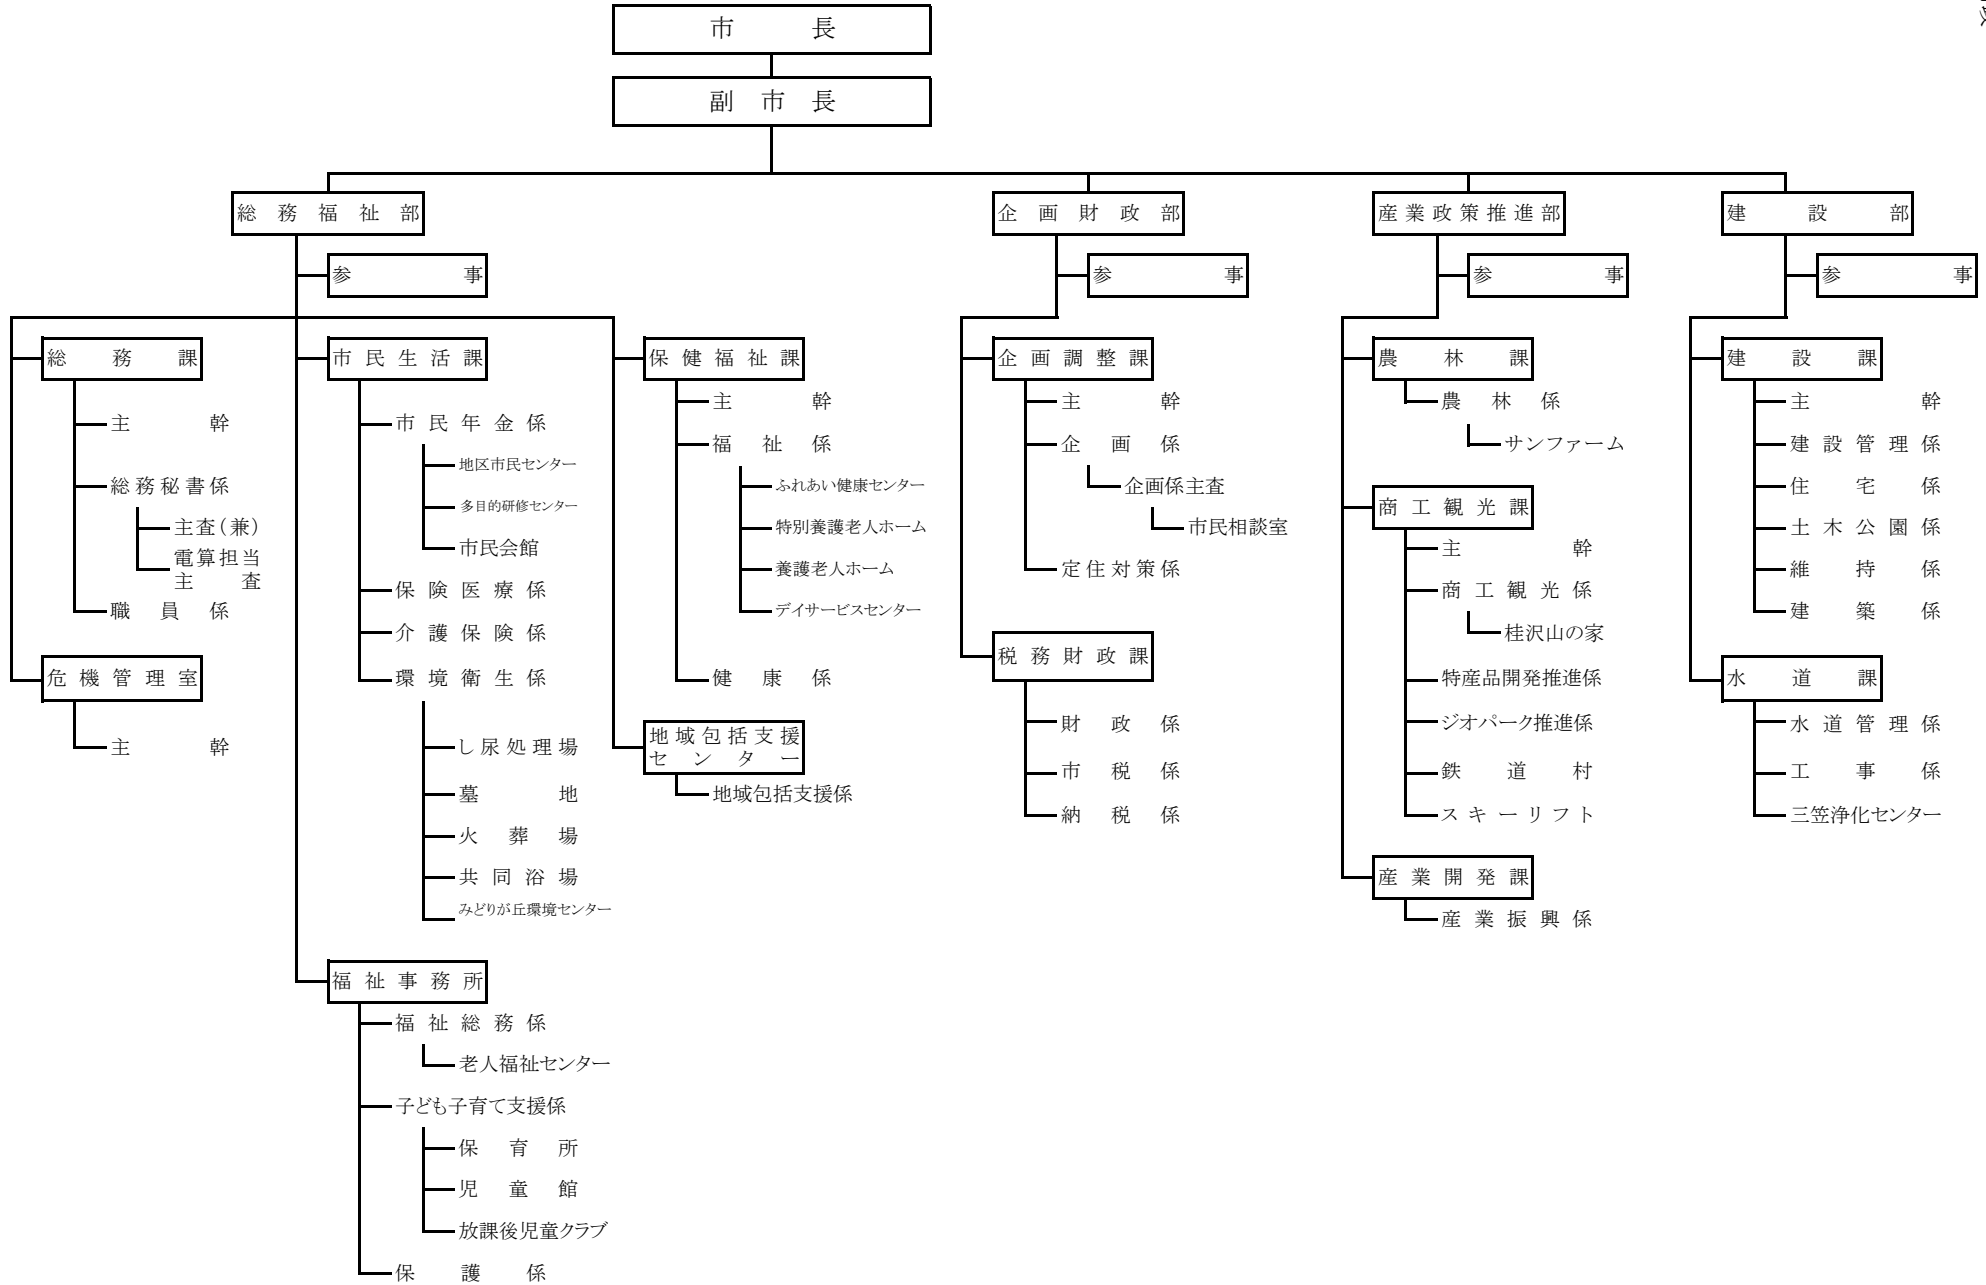 市長
副市長
総務福祉部
参事
総務課
主幹
総務秘書係
主査(兼)
電算担当
主査
職員係
危機管理室
主幹
市民生活課
市民年金係
地区市民センター
多目的研修センター
市民会館
保険医療係
介護保険係
環境衛生係
し尿処理場
墓地
火葬場
共同浴場
みどりが丘環境センター
福祉事務所
福祉総務係
老人福祉センター
子ども子育て支援係
保育所
児童館
放課後児童クラブ
保護係
保健福祉課
主幹
福祉係
ふれあい健康センター
特別養護老人ホーム
養護老人ホーム
デイサービスセンター
健康係
地域包括支援
センター
地域包括支援係
企画財政部
参事
企画調整課
主幹
企画係
企画係主査
市民相談室
定住対策係
税務財政課
財政係
市税係
納税係
産業政策推進部
参事
農林課
農林係
サンファーム
商工観光課
主幹
商工観光係
桂沢山の家
特産品開発推進係
ジオパーク推進係
鉄道村
スキーリフト
産業開発課
産業振興係
建設部
参事
建設課
主幹
建設管理係
住宅係
土木公園係
維持係
建築係
水道課
水道管理係
工事係
三笠浄化センター